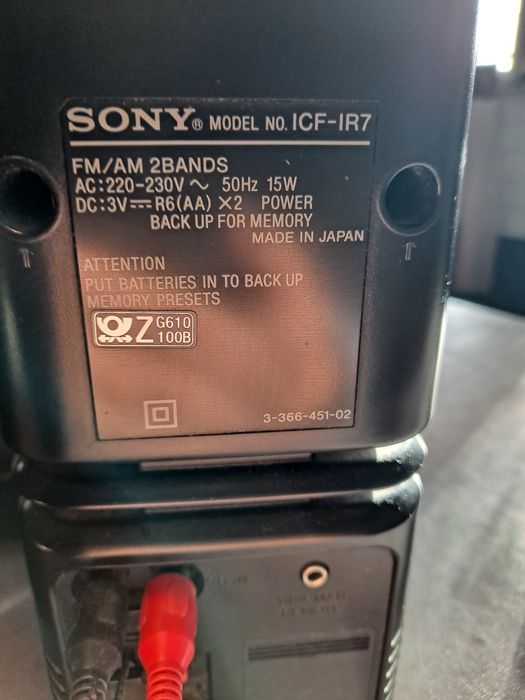 SONY® MODEL NO. ICF-IR7
FM/AM 2BANDS
AC:220-230V ~ 50Hz 15W
DC:3V⎓ R6(AA) ×2 POWER
BACK UP FOR MEMORY
MADE IN JAPAN
ATTENTION
PUT BATTERIES IN TO BACK UP
MEMORY PRESETS
Z G610
100B
3-366-451-02